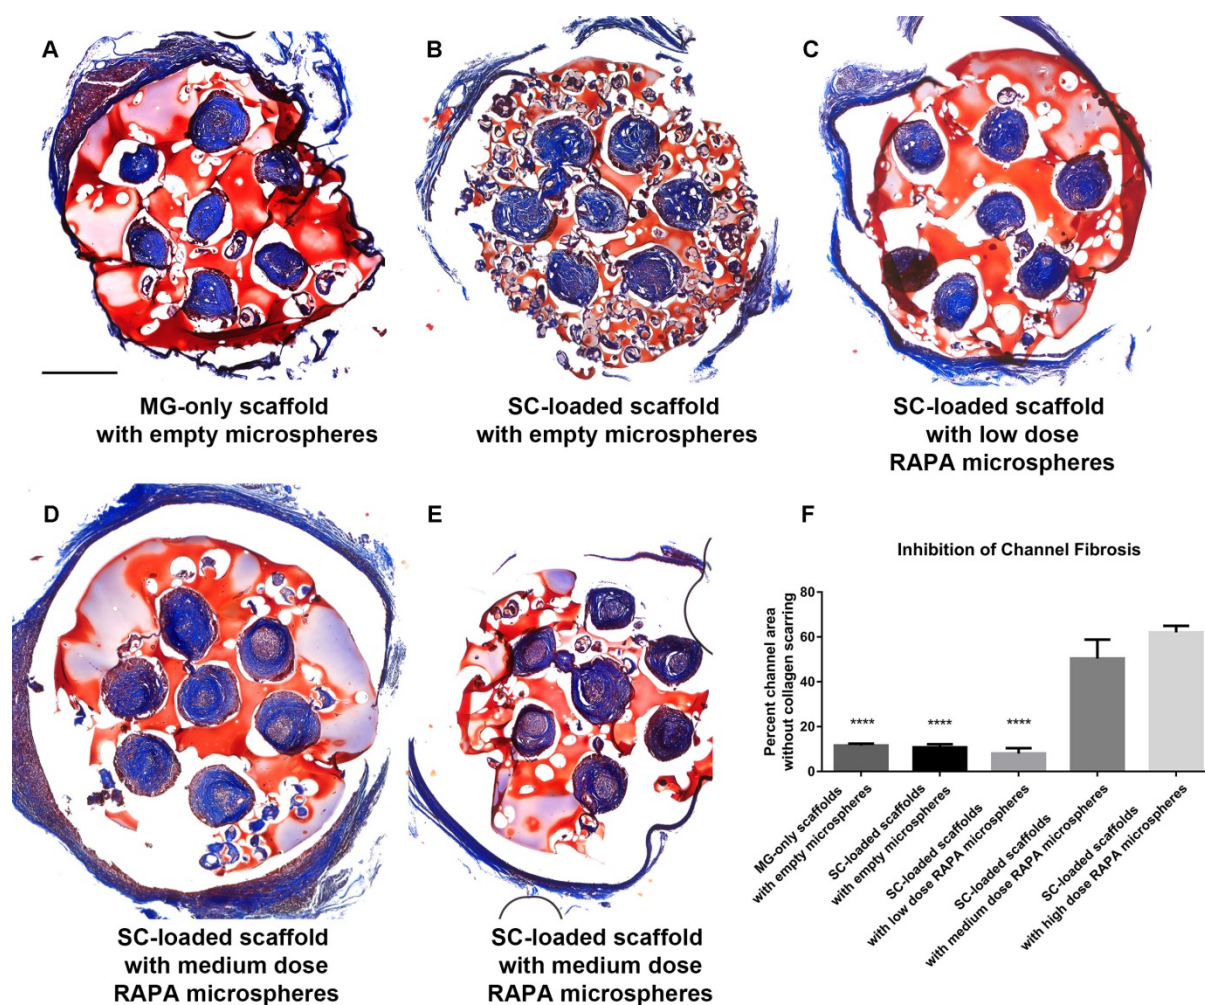 A
B
C
MG-only scaffold
with empty microspheres
SC-loaded scaffold
with empty microspheres
SC-loaded scaffold
with low dose
RAPA microspheres
D
E
F
SC-loaded scaffold
with medium dose
RAPA microspheres
SC-loaded scaffold
with medium dose
RAPA microspheres
Inhibition of Channel Fibrosis
Percent channel area
without collagen scarring
80
60
40
20
0
****
****
****
MG-only scaffolds
with empty microspheres
SC-loaded scaffolds
with empty microspheres
SC-loaded scaffolds
with low dose RAPA microspheres
SC-loaded scaffolds
with medium dose RAPA microspheres
SC-loaded scaffolds
with high dose RAPA microspheres